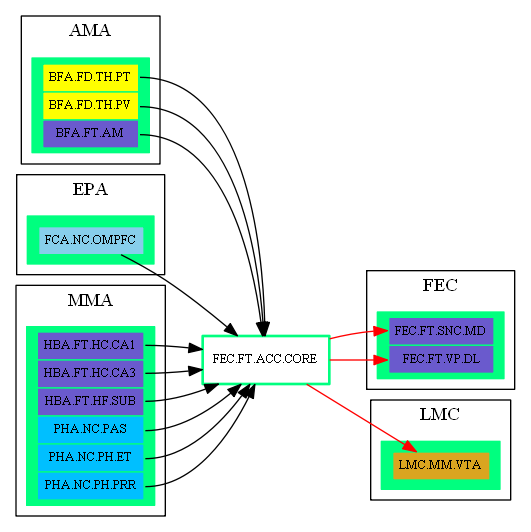 AMA
BFA.FD.TH.PT
BFA.FD.TH.PV
BFA.FT.AM
EPA
FCA.NC.OMPFC
MMA
HBA.FT.HC.CA1
HBA.FT.HC.CA3
HBA.FT.HF.SUB
PHA.NC.PAS
PHA.NC.PH.ET
PHA.NC.PH.PRR
FEC.FT.ACC.CORE
FEC
FEC.FT.SNC.MD
FEC.FT.VP.DL
LMC
LMC.MM.VTA